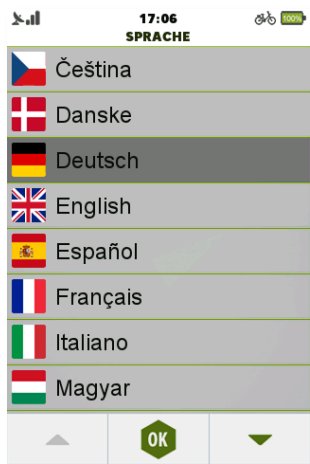 17:06
100%
SPRACHE
Čeština
Danske
Deutsch
English
Español
Français
Italiano
Magyar
OK